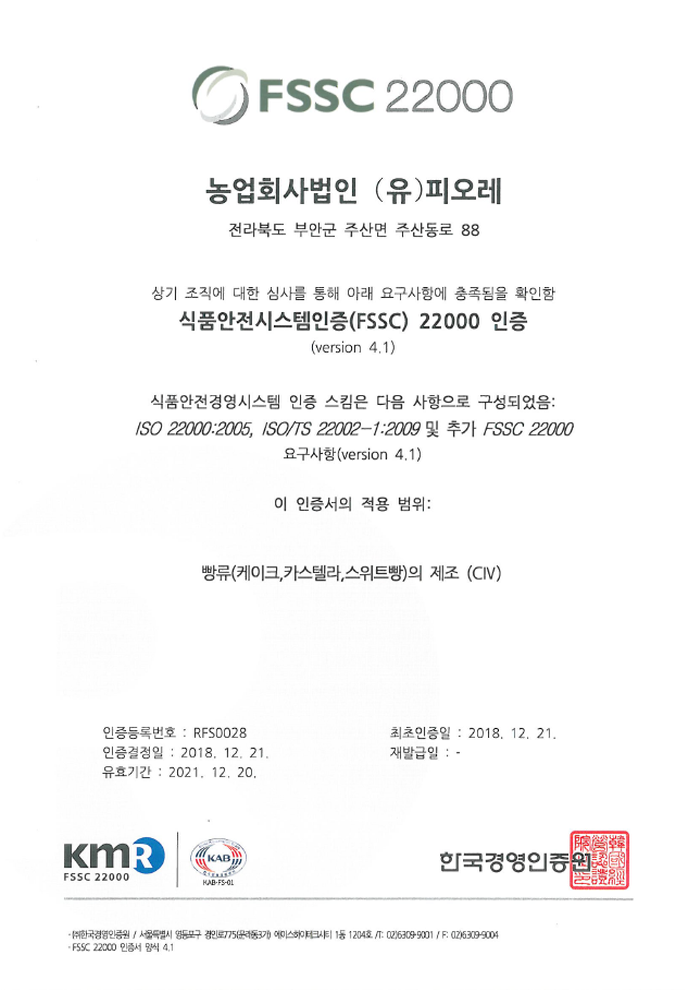 FSSC 22000
농업회사법인 (유)피오레
전라북도 부안군 주산면 주산동로 88
상기 조직에 대한 심사를 통해 아래 요구사항에 충족됨을 확인함
식품안전시스템인증(FSSC) 22000 인증
(version 4.1)
식품안전경영시스템 인증 스킴은 다음 사항으로 구성되었음:
ISO 22000:2005, ISO/TS 22002-1:2009 및 추가 FSSC 22000
요구사항(version 4.1)
이 인증서의 적용 범위:
빵류(케이크,카스텔라,스위트빵)의 제조 (CIV)
인증등록번호 : RFS0028
최초인증일 : 2018. 12. 21.
인증결정일 : 2018. 12. 21.
재발급일 : -
유효기간 : 2021. 12. 20.
KMR
FSSC 22000
KAB
KAB-FS-01
한국경영인증원
·㈜한국경영인증원 / 서울특별시 영등포구 경인로775(문래동3가) 에이스하이테크시티 1동 1204호 /T: 02)6309-9001 / F: 02)6309-9004
·FSSC 22000 인증서 양식 4.1